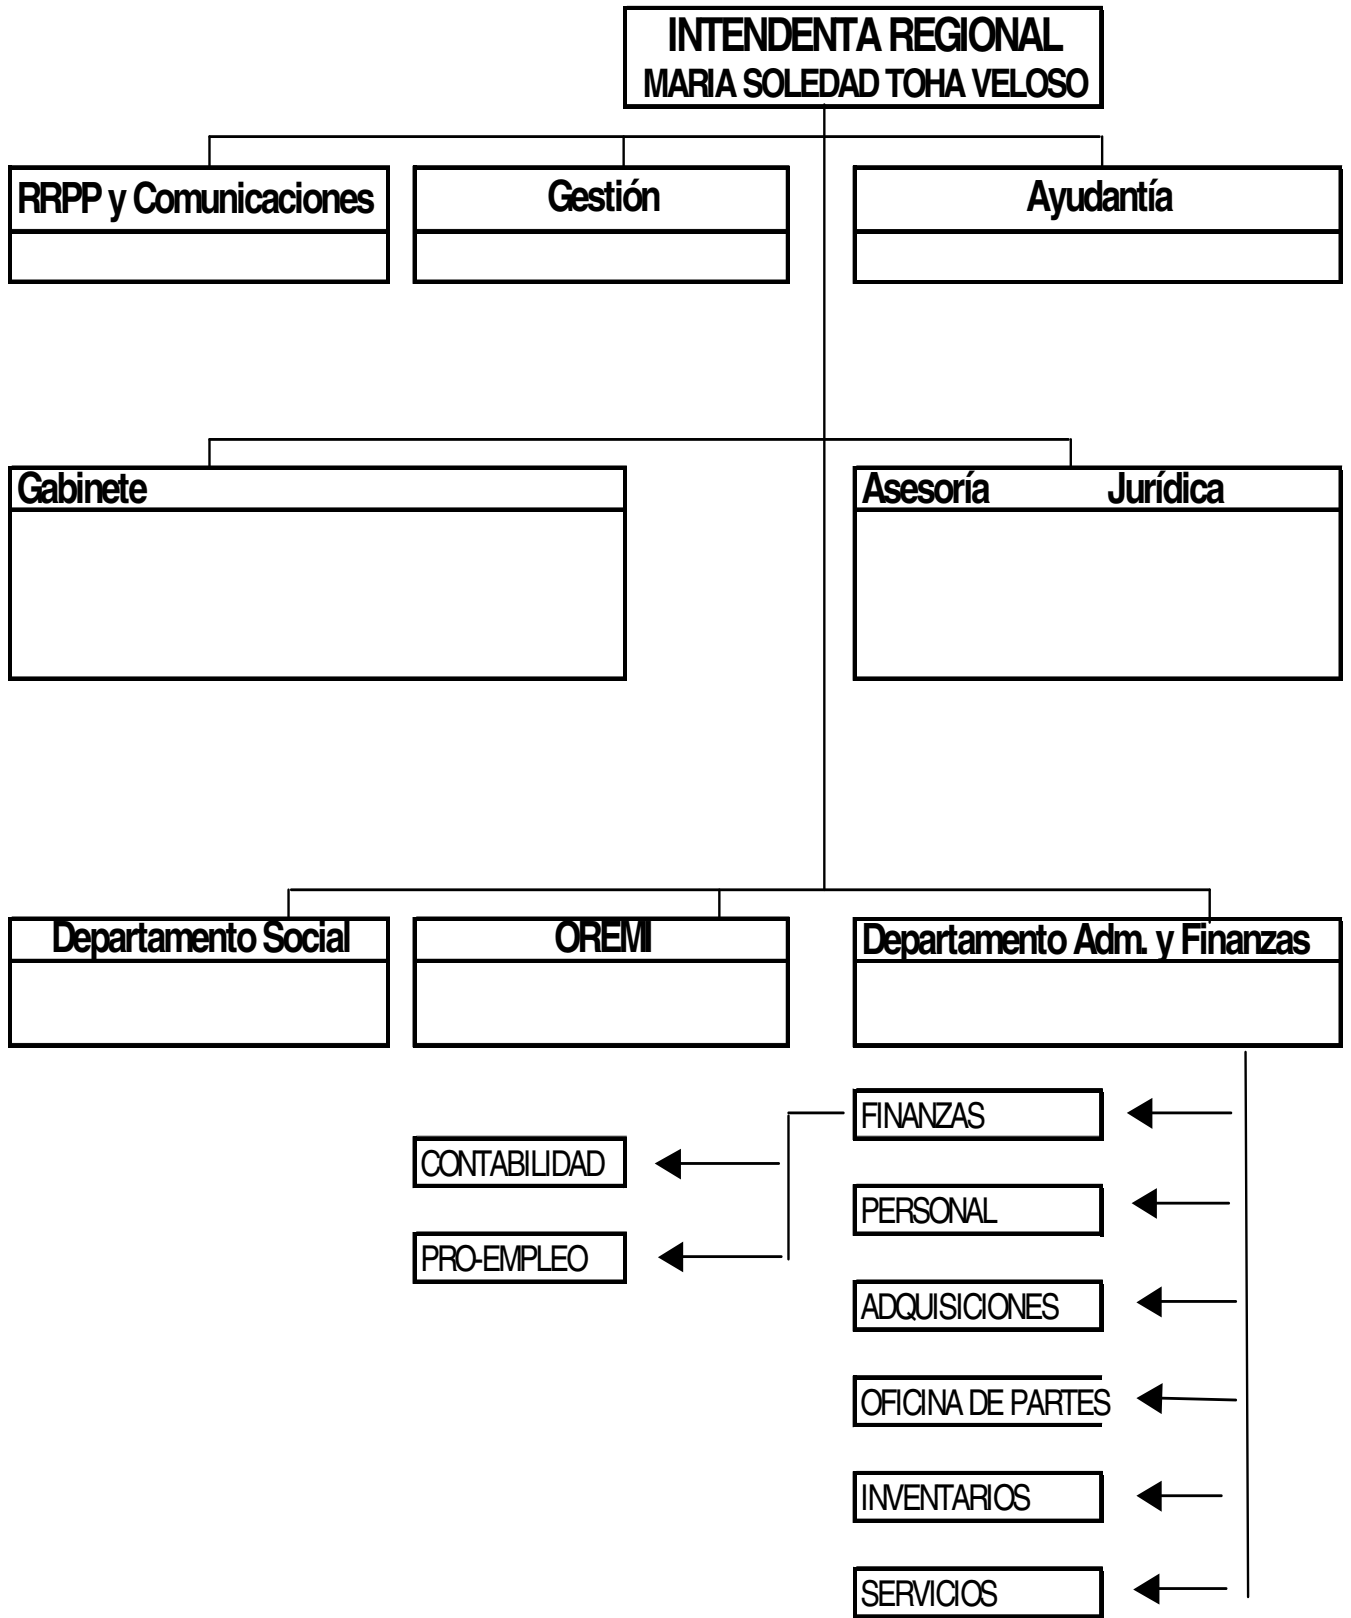 INTENDENTA REGIONAL
MARIA SOLEDAD TOHA VELOSO
RRPP y Comunicaciones
Gestión
Ayudantía
Gabinete
Asesoría Jurídica
Departamento Social
OREMI
Departamento Adm. y Finanzas
FINANZAS
CONTABILIDAD
PERSONAL
PRO-EMPLEO
ADQUISICIONES
OFICINA DE PARTES
INVENTARIOS
SERVICIOS